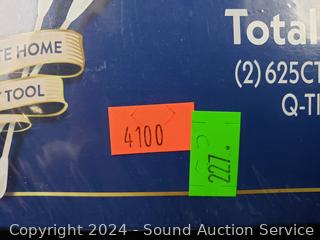 Total
(2) 625CT
Q-TI
TE HOME
TOOL
4100
227.
Copyright 2024 - Sound Auction Service